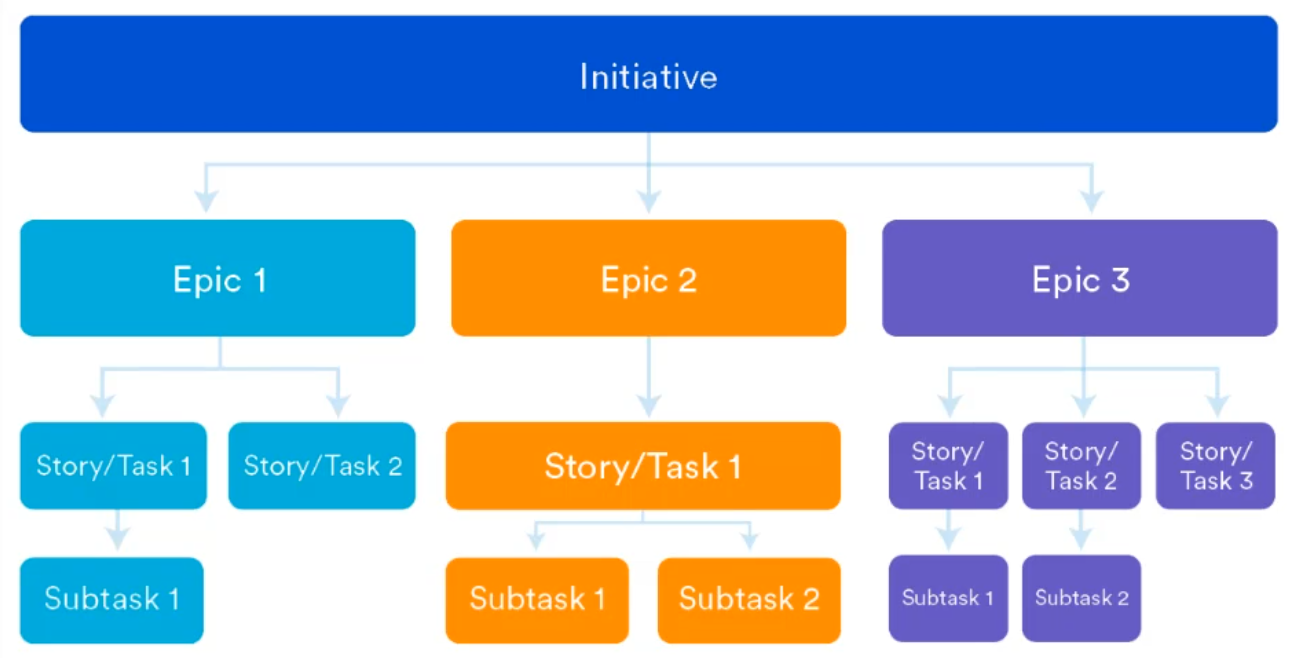 Initiative
Epic 1
Epic 2
Epic 3
Story/Task 1
Story/Task 2
Story/Task 1
Story/
Task 1
Story/
Task 2
Story/
Task 3
Subtask 1
Subtask 1
Subtask 2
Subtask 1
Subtask 2